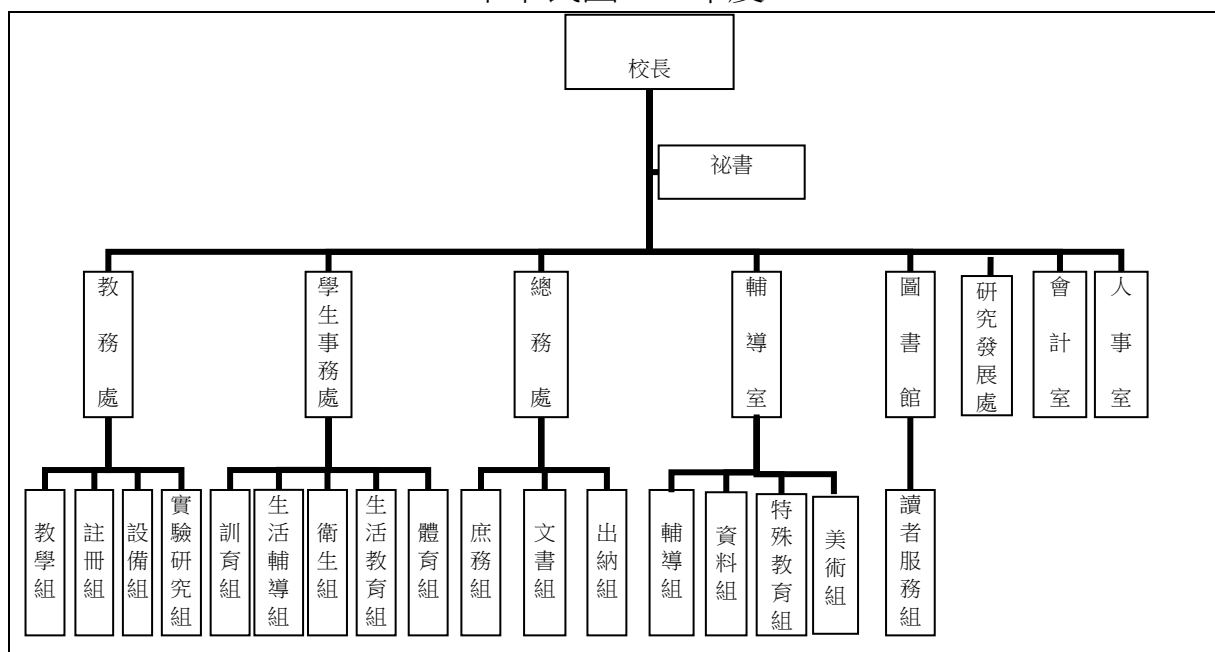 校長
祕書
教務處
學生事務處
總務處
輔導室
圖書館
研究發展處
會計室
人事室
教學組
註冊組
設備組
實驗研究組
訓育組
生活輔導組
衛生組
生活教育組
體育組
庶務組
文書組
出納組
輔導組
資料組
特殊教育組
美術組
讀者服務組